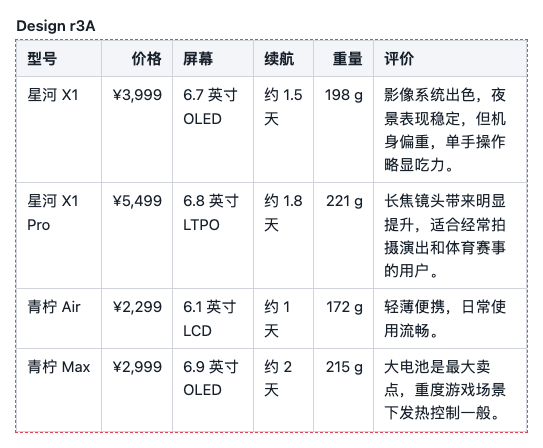 Design r3A
型号 价格 屏幕 续航 重量 评价
星河 X1 ¥3,999 6.7 英寸 约 1.5 198 g 影像系统出色，夜
OLED 天 景表现稳定，但机
身偏重，单手操作
略显吃力。
星河 X1 ¥5,499 6.8 英寸 约 1.8 221 g 长焦镜头带来明显
Pro LTPO 天 提升，适合经常拍
摄演出和体育赛事
的用户。
青柠 Air ¥2,299 6.1 英寸 约 1 172 g 轻薄便携，日常使
LCD 天 用流畅。
青柠 Max ¥2,999 6.9 英寸 约 2 215 g 大电池是最大卖
OLED 天 点，重度游戏场景
下发热控制一般。